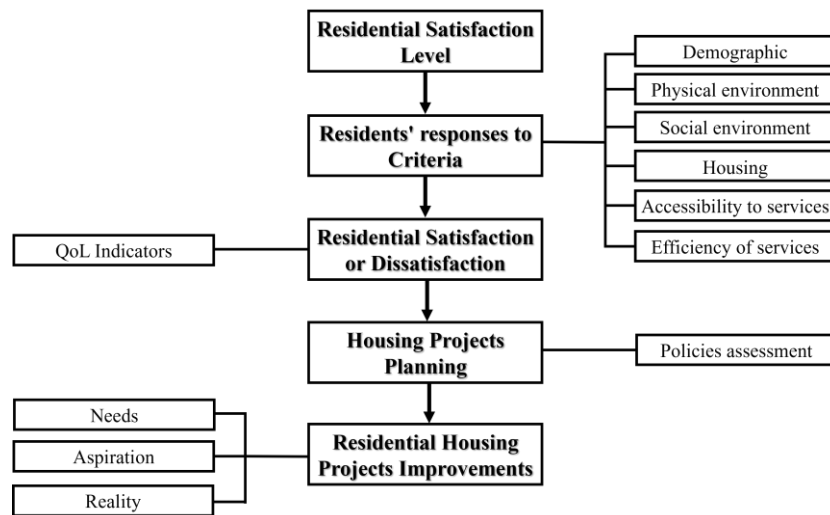 Residential Satisfaction
Level
Demographic
Physical environment
Residents' responses to
Criteria
Social environment
Housing
Accessibility to services
Efficiency of services
QoL Indicators
Residential Satisfaction
or Dissatisfaction
Housing Projects
Planning
Policies assessment
Needs
Aspiration
Reality
Residential Housing
Projects Improvements